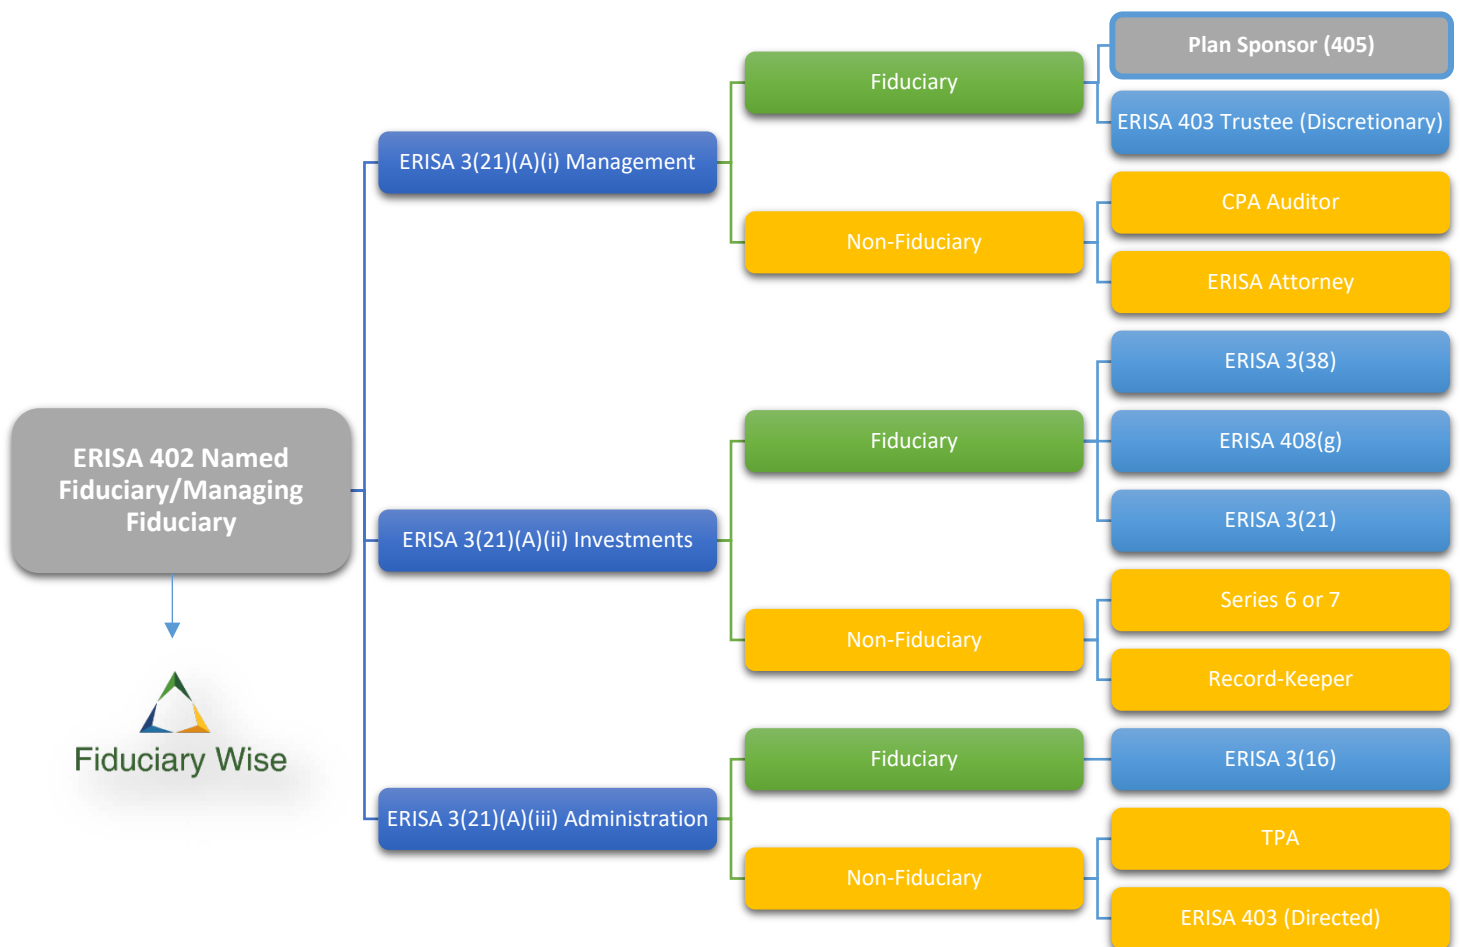 ERISA 402 Named
Fiduciary/Managing
Fiduciary
Fiduciary Wise
ERISA 3(21)(A)(i) Management
Fiduciary
Plan Sponsor (405)
ERISA 403 Trustee (Discretionary)
Non-Fiduciary
CPA Auditor
ERISA Attorney
ERISA 3(21)(A)(ii) Investments
Fiduciary
ERISA 3(38)
ERISA 408(g)
ERISA 3(21)
Non-Fiduciary
Series 6 or 7
Record-Keeper
ERISA 3(21)(A)(iii) Administration
Fiduciary
ERISA 3(16)
Non-Fiduciary
TPA
ERISA 403 (Directed)